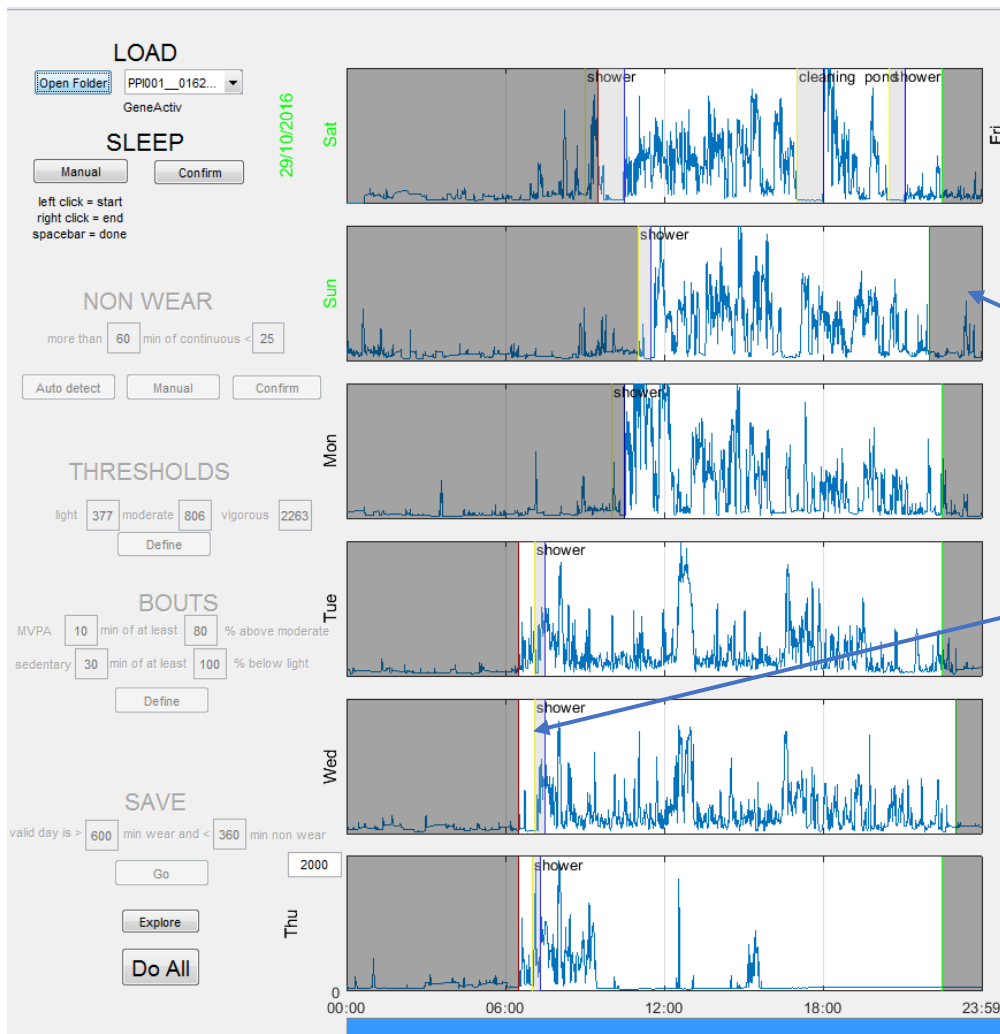 LOAD
Open Folder PPI001__0162...
GeneActiv
SLEEP
Manual Confirm
left click = start
right click = end
spacebar = done
NON WEAR
more than 60 min of continuous < 25
Auto detect Manual Confirm
THRESHOLDS
light 377 moderate 806 vigorous 2263
Define
BOUTS
MVPA 10 min of at least 80 % above moderate
sedentary 30 min of at least 100 % below light
Define
SAVE
valid day is > 600 min wear and < 360 min non wear
Go
Explore
Do All
29/10/2016
Sat
shower cleaning pond shower
Fri
Sun
shower
Mon
shower
Tue
shower
Wed
shower
2000
Thu
shower
0
00:00 06:00 12:00 18:00 23:59